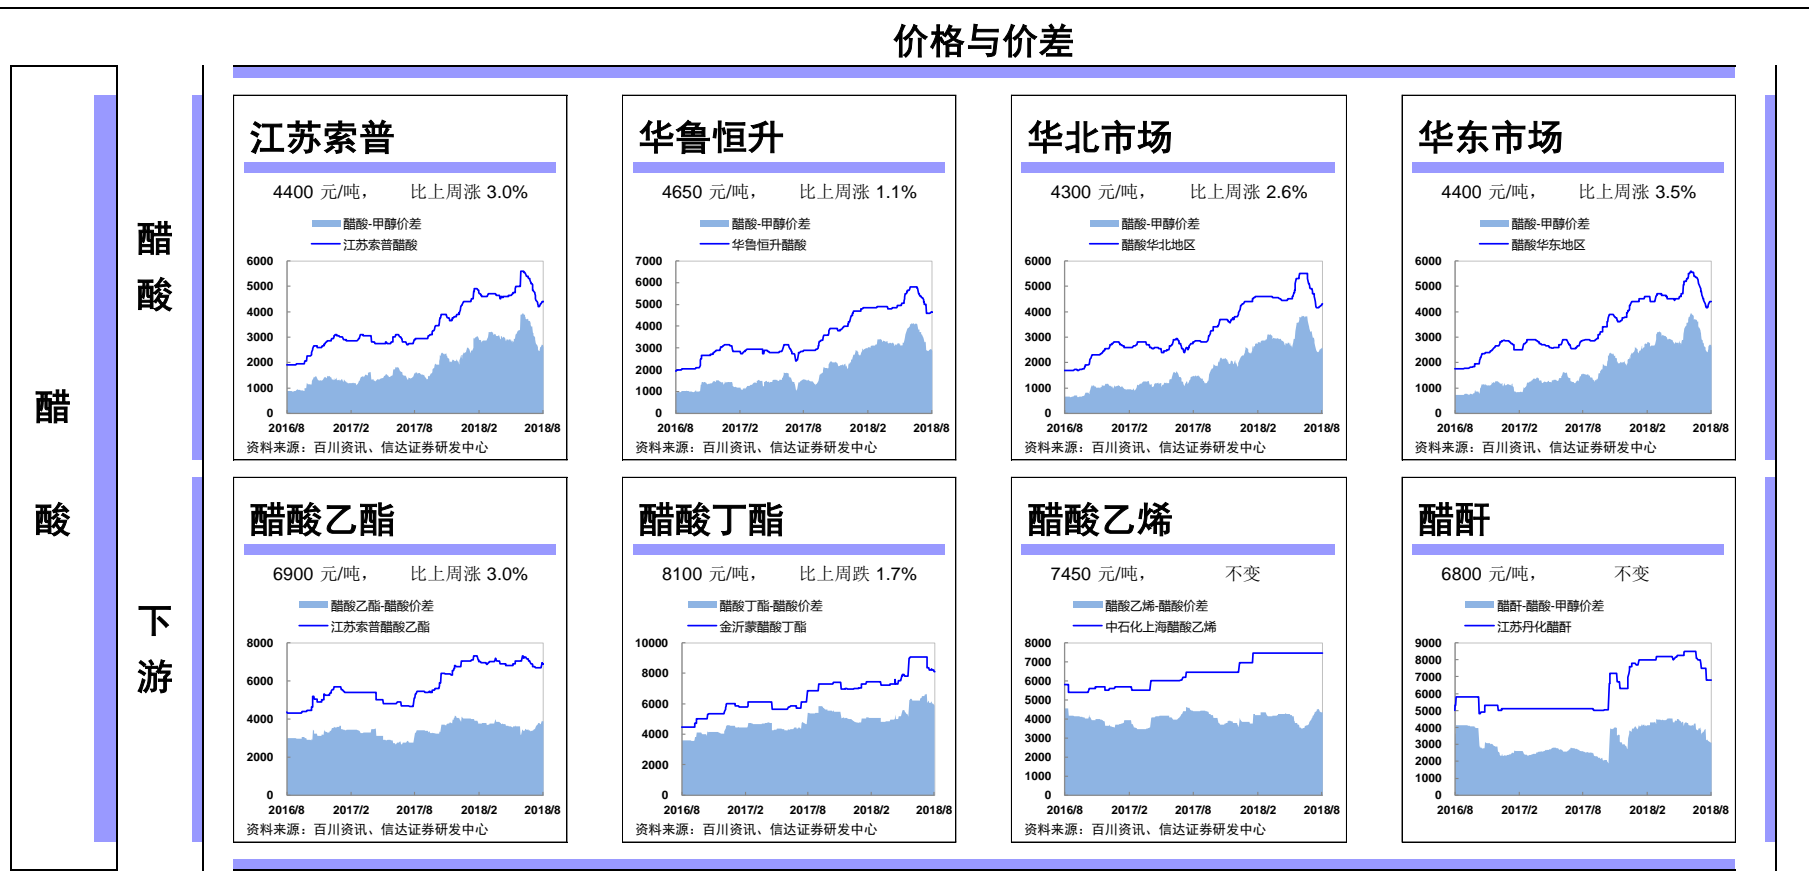 价格与价差
醋
酸
醋
酸
下
游
江苏索普
4400 元/吨， 比上周涨 3.0%
醋酸-甲醇价差
江苏索普醋酸
6000
5000
4000
3000
2000
1000
0
2016/8 2017/2 2017/8 2018/2 2018/8
资料来源：百川资讯、信达证券研发中心
华鲁恒升
4650 元/吨， 比上周涨 1.1%
醋酸-甲醇价差
华鲁恒升醋酸
7000
6000
5000
4000
3000
2000
1000
0
2016/8 2017/2 2017/8 2018/2 2018/8
资料来源：百川资讯、信达证券研发中心
华北市场
4300 元/吨， 比上周涨 2.6%
醋酸-甲醇价差
醋酸华北地区
6000
5000
4000
3000
2000
1000
0
2016/8 2017/2 2017/8 2018/2 2018/8
资料来源：百川资讯、信达证券研发中心
华东市场
4400 元/吨， 比上周涨 3.5%
醋酸-甲醇价差
醋酸华东地区
6000
5000
4000
3000
2000
1000
0
2016/8 2017/2 2017/8 2018/2 2018/8
资料来源：百川资讯、信达证券研发中心
醋酸乙酯
6900 元/吨， 比上周涨 3.0%
醋酸乙酯-醋酸价差
江苏索普醋酸乙酯
8000
6000
4000
2000
0
2016/8 2017/2 2017/8 2018/2 2018/8
资料来源：百川资讯、信达证券研发中心
醋酸丁酯
8100 元/吨， 比上周跌 1.7%
醋酸丁酯-醋酸价差
金沂蒙醋酸丁酯
10000
8000
6000
4000
2000
0
2016/8 2017/2 2017/8 2018/2 2018/8
资料来源：百川资讯、信达证券研发中心
醋酸乙烯
7450 元/吨， 不变
醋酸乙烯-醋酸价差
中石化上海醋酸乙烯
8000
7000
6000
5000
4000
3000
2000
1000
0
2016/8 2017/2 2017/8 2018/2 2018/8
资料来源：百川资讯、信达证券研发中心
醋酐
6800 元/吨， 不变
醋酐-醋酸-甲醇价差
江苏丹化醋酐
9000
8000
7000
6000
5000
4000
3000
2000
1000
0
2016/8 2017/2 2017/8 2018/2 2018/8
资料来源：百川资讯、信达证券研发中心